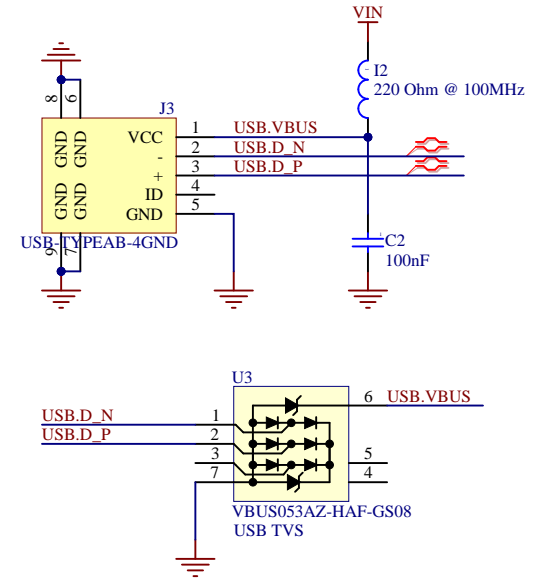 VIN
I2
220 Ohm @ 100MHz
J3
8
6
GND
GND
GND
GND
9
7
VCC
-
+
ID
GND
1
2
3
4
5
USB.VBUS
USB.D_N
USB.D_P
USB-TYPEAB-4GND
C2
100nF
U3
USB.D_N
USB.D_P
1
2
3
7
6
5
4
USB.VBUS
VBUS053AZ-HAF-GS08
USB TVS